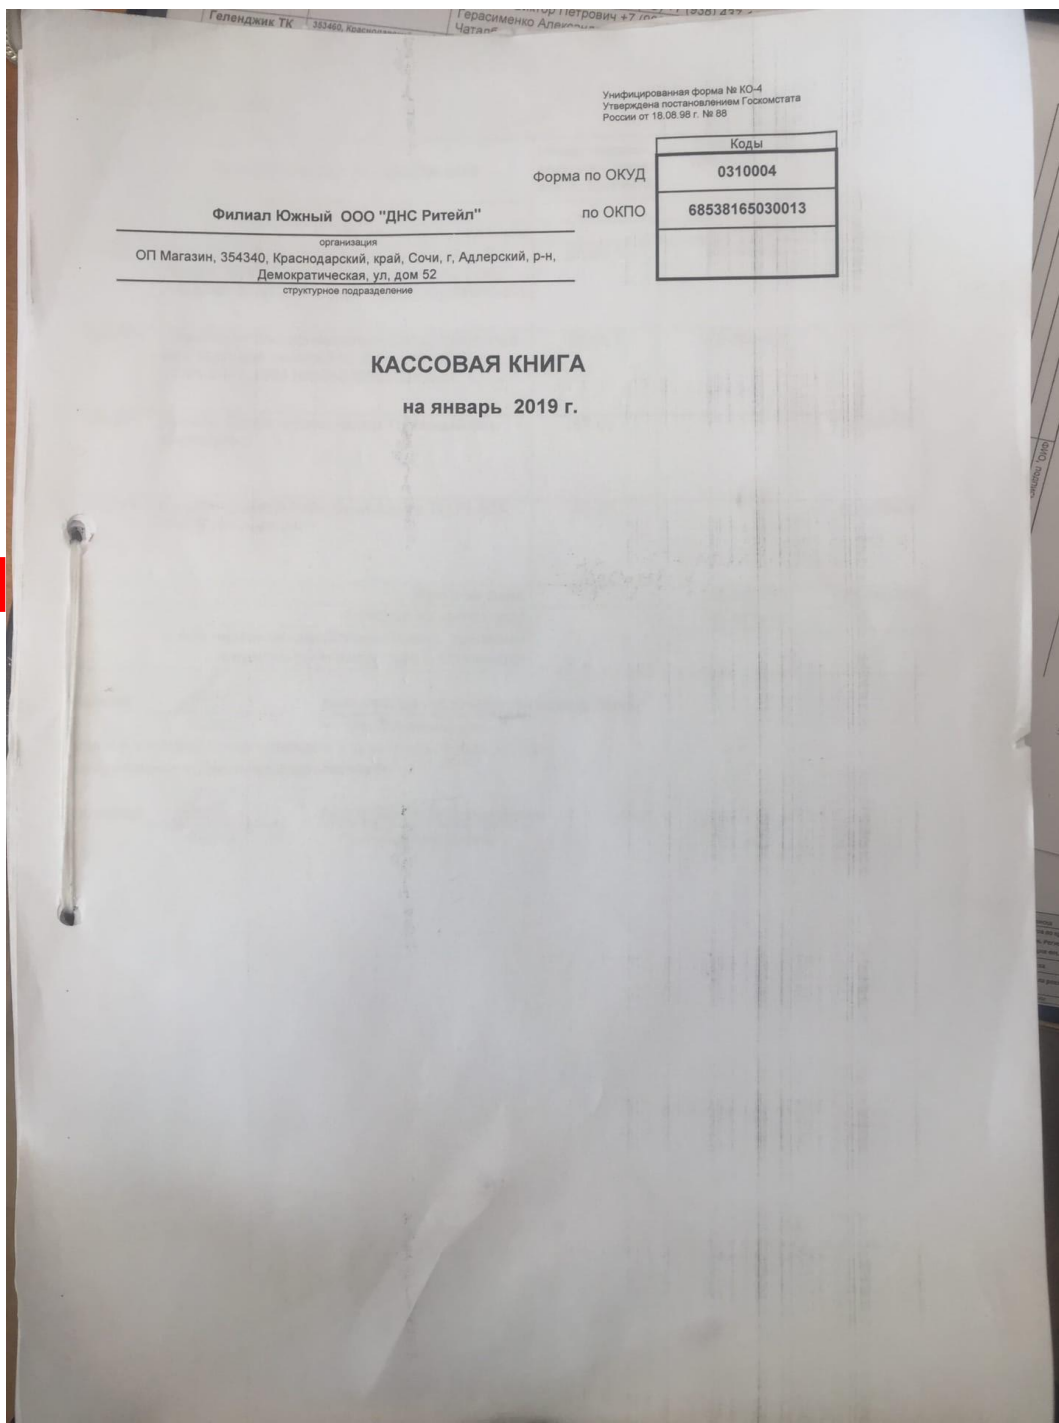 Геленджик ТК
Герасименко
Унифицированная форма № КО-4
Утверждена постановлением Госкомстата
России от 18.08.98 г. № 88
Коды
Форма по ОКУД 0310004
Филиал Южный ООО "ДНС Ритейл" по ОКПО 68538165030013
организация
ОП Магазин, 354340, Краснодарский, край, Сочи, г, Адлерский, р-н,
Демократическая, ул, дом 52
структурное подразделение
КАССОВАЯ КНИГА
на январь 2019 г.